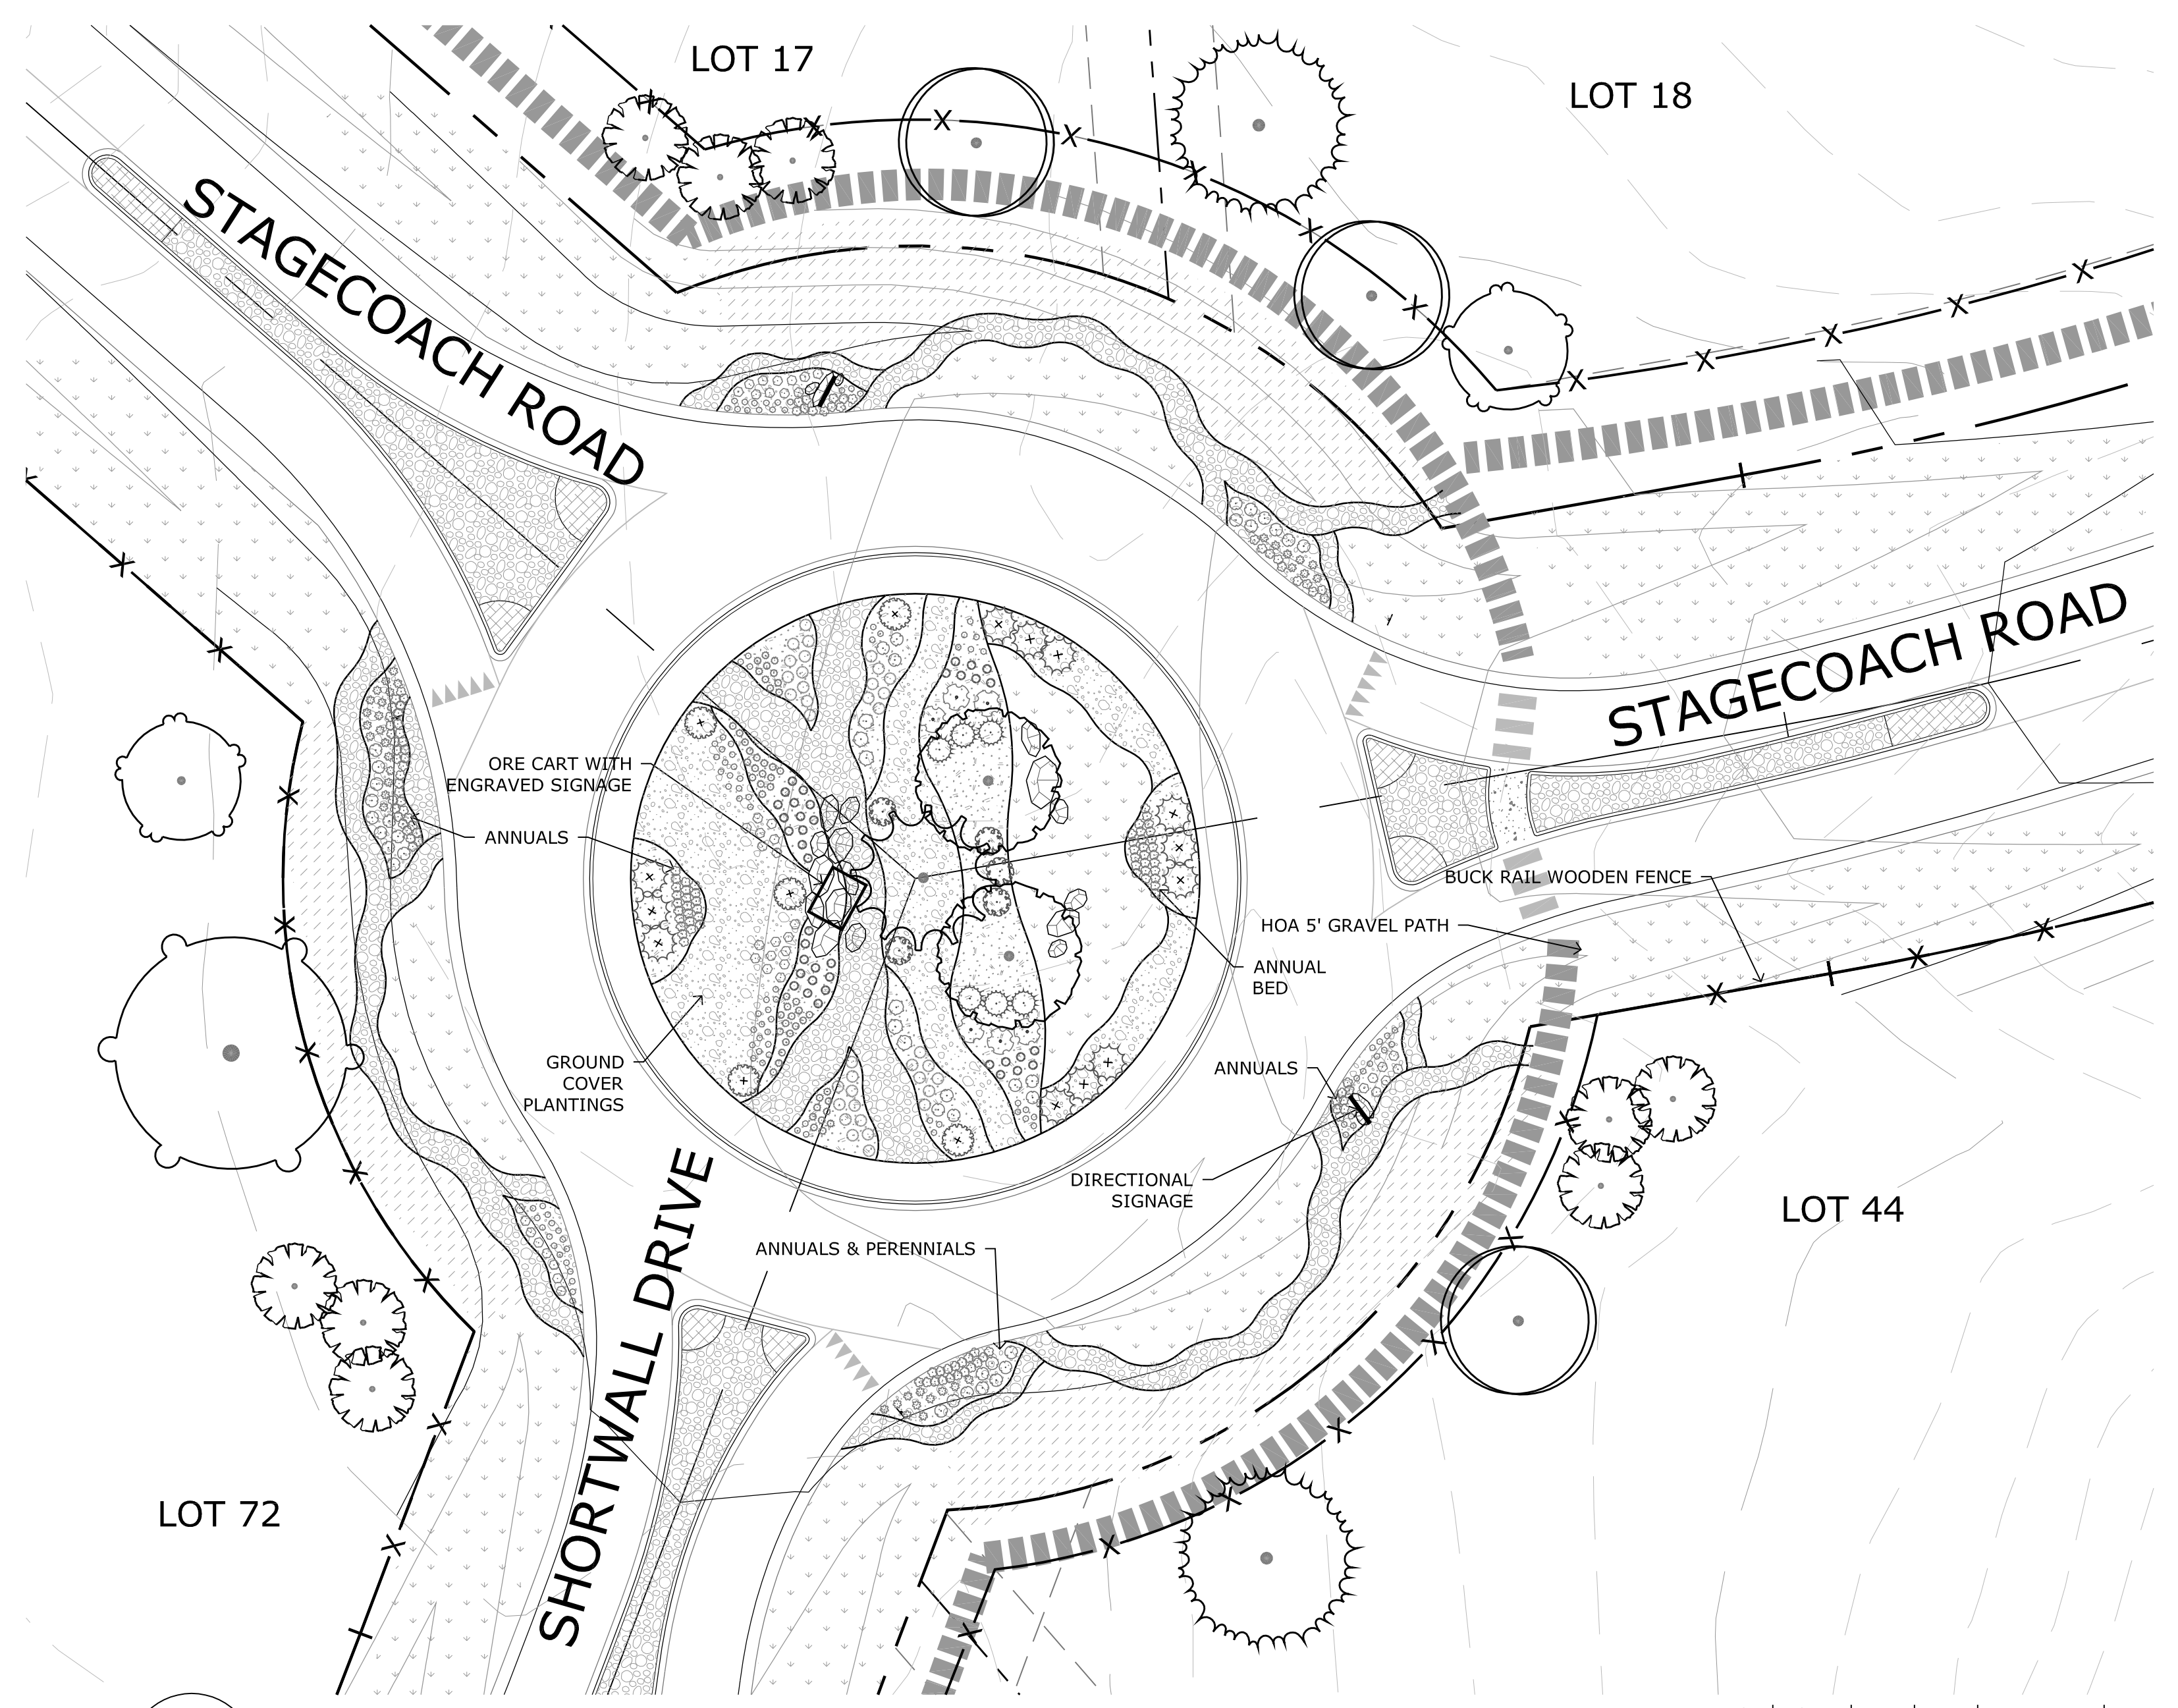 LOT 17
LOT 18
STAGECOACH ROAD
STAGECOACH ROAD
ORE CART WITH
ENGRAVED SIGNAGE
ANNUALS
BUCK RAIL WOODEN FENCE
HOA 5' GRAVEL PATH
ANNUAL
BED
GROUND
COVER
PLANTINGS
ANNUALS
DIRECTIONAL
SIGNAGE
LOT 44
ANNUALS & PERENNIALS
SHORTWALL DRIVE
LOT 72